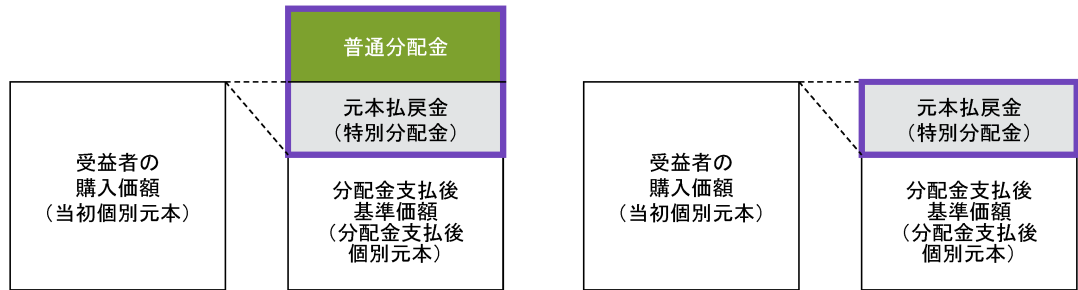 普通分配金
元本払戻金
（特別分配金）
受益者の
購入価額
（当初個別元本）
分配金支払後
基準価額
（分配金支払後
個別元本）
元本払戻金
（特別分配金）
受益者の
購入価額
（当初個別元本）
分配金支払後
基準価額
（分配金支払後
個別元本）